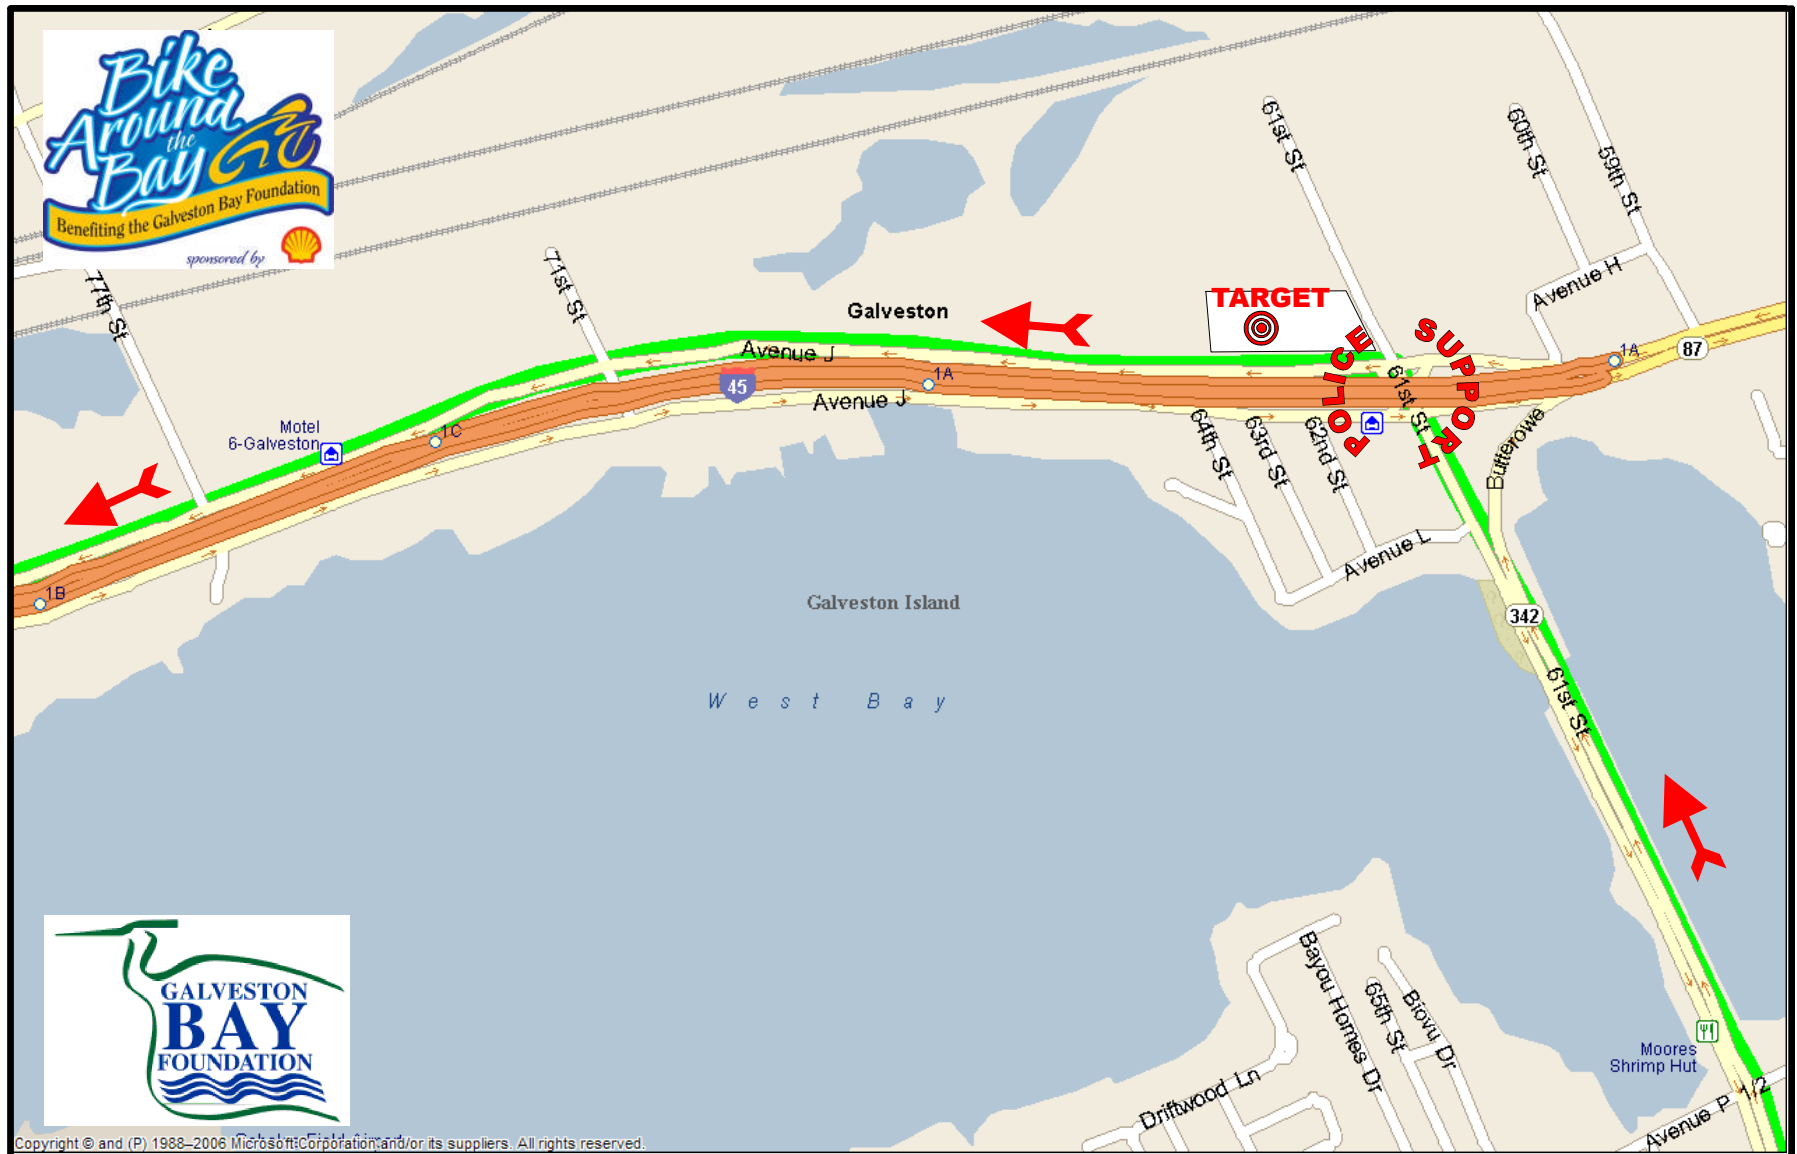 Bike
Around
the
Bay
Benefiting the Galveston Bay Foundation
sponsored by
61st St
60th St
59th St
77th St
71st St
Avenue H
Galveston
TARGET
POLICE
SUPPORT
Avenue J
45
1A
1A
87
Avenue J
61st St
Motel
6-Galveston
1C
64th St
63rd St
62nd St
Butterowe
Avenue L
1B
Galveston Island
342
West Bay
61st St
GALVESTON
BAY
FOUNDATION
Bayou Homes Dr
65th St
Biovu Dr
Moores
Shrimp Hut
Driftwood Ln
Avenue P 1/2
Copyright © and (P) 1988–2006 Microsoft Corporation and/or its suppliers. All rights reserved.